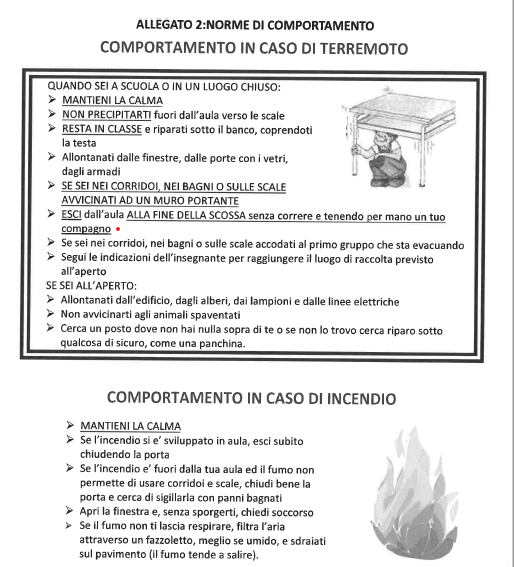 ALLEGATO 2:NORME DI COMPORTAMENTO
COMPORTAMENTO IN CASO DI TERREMOTO
QUANDO SEI A SCUOLA O IN UN LUOGO CHIUSO:
➢ MANTIENI LA CALMA
➢ NON PRECIPITARTI fuori dall'aula verso le scale
➢ RESTA IN CLASSE e riparati sotto il banco, coprendoti
la testa
➢ Allontanati dalle finestre, dalle porte con i vetri,
dagli armadi
➢ SE SEI NEI CORRIDOI, NEI BAGNI O SULLE SCALE
AVVICINATI AD UN MURO PORTANTE
➢ ESCI dall'aula ALLA FINE DELLA SCOSSA senza correre e tenendo per mano un tuo
compagno
➢ Se sei nei corridoi, nei bagni o sulle scale accodati al primo gruppo che sta evacuando
➢ Segui le indicazioni dell'insegnante per raggiungere il luogo di raccolta previsto
all'aperto
SE SEI ALL'APERTO:
➢ Allontanati dall'edificio, dagli alberi, dai lampioni e dalle linee elettriche
➢ Non avvicinarti agli animali spaventati
➢ Cerca un posto dove non hai nulla sopra di te o se non lo trovo cerca riparo sotto
qualcosa di sicuro, come una panchina.
COMPORTAMENTO IN CASO DI INCENDIO
➢ MANTIENI LA CALMA
➢ Se l'incendio si e' sviluppato in aula, esci subito
chiudendo la porta
➢ Se l'incendio e' fuori dalla tua aula ed il fumo non
permette di usare corridoi e scale, chiudi bene la
porta e cerca di sigillarla con panni bagnati
➢ Apri la finestra e, senza sporgerti, chiedi soccorso
➢ Se il fumo non ti lascia respirare, filtra l'aria
attraverso un fazzoletto, meglio se umido, e sdraiati
sul pavimento (il fumo tende a salire).